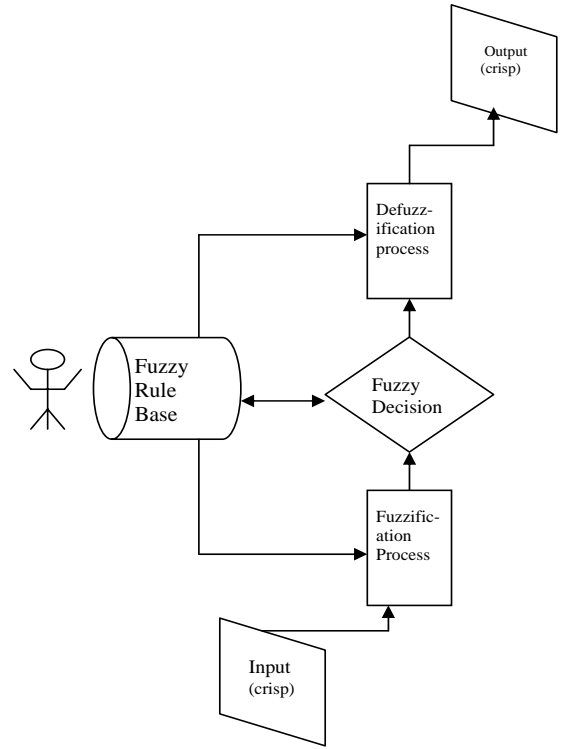 Output
(crisp)
Defuzz-
ification
process
Fuzzy
Rule
Base
Fuzzy
Decision
Fuzzific-
ation
Process
Input
(crisp)